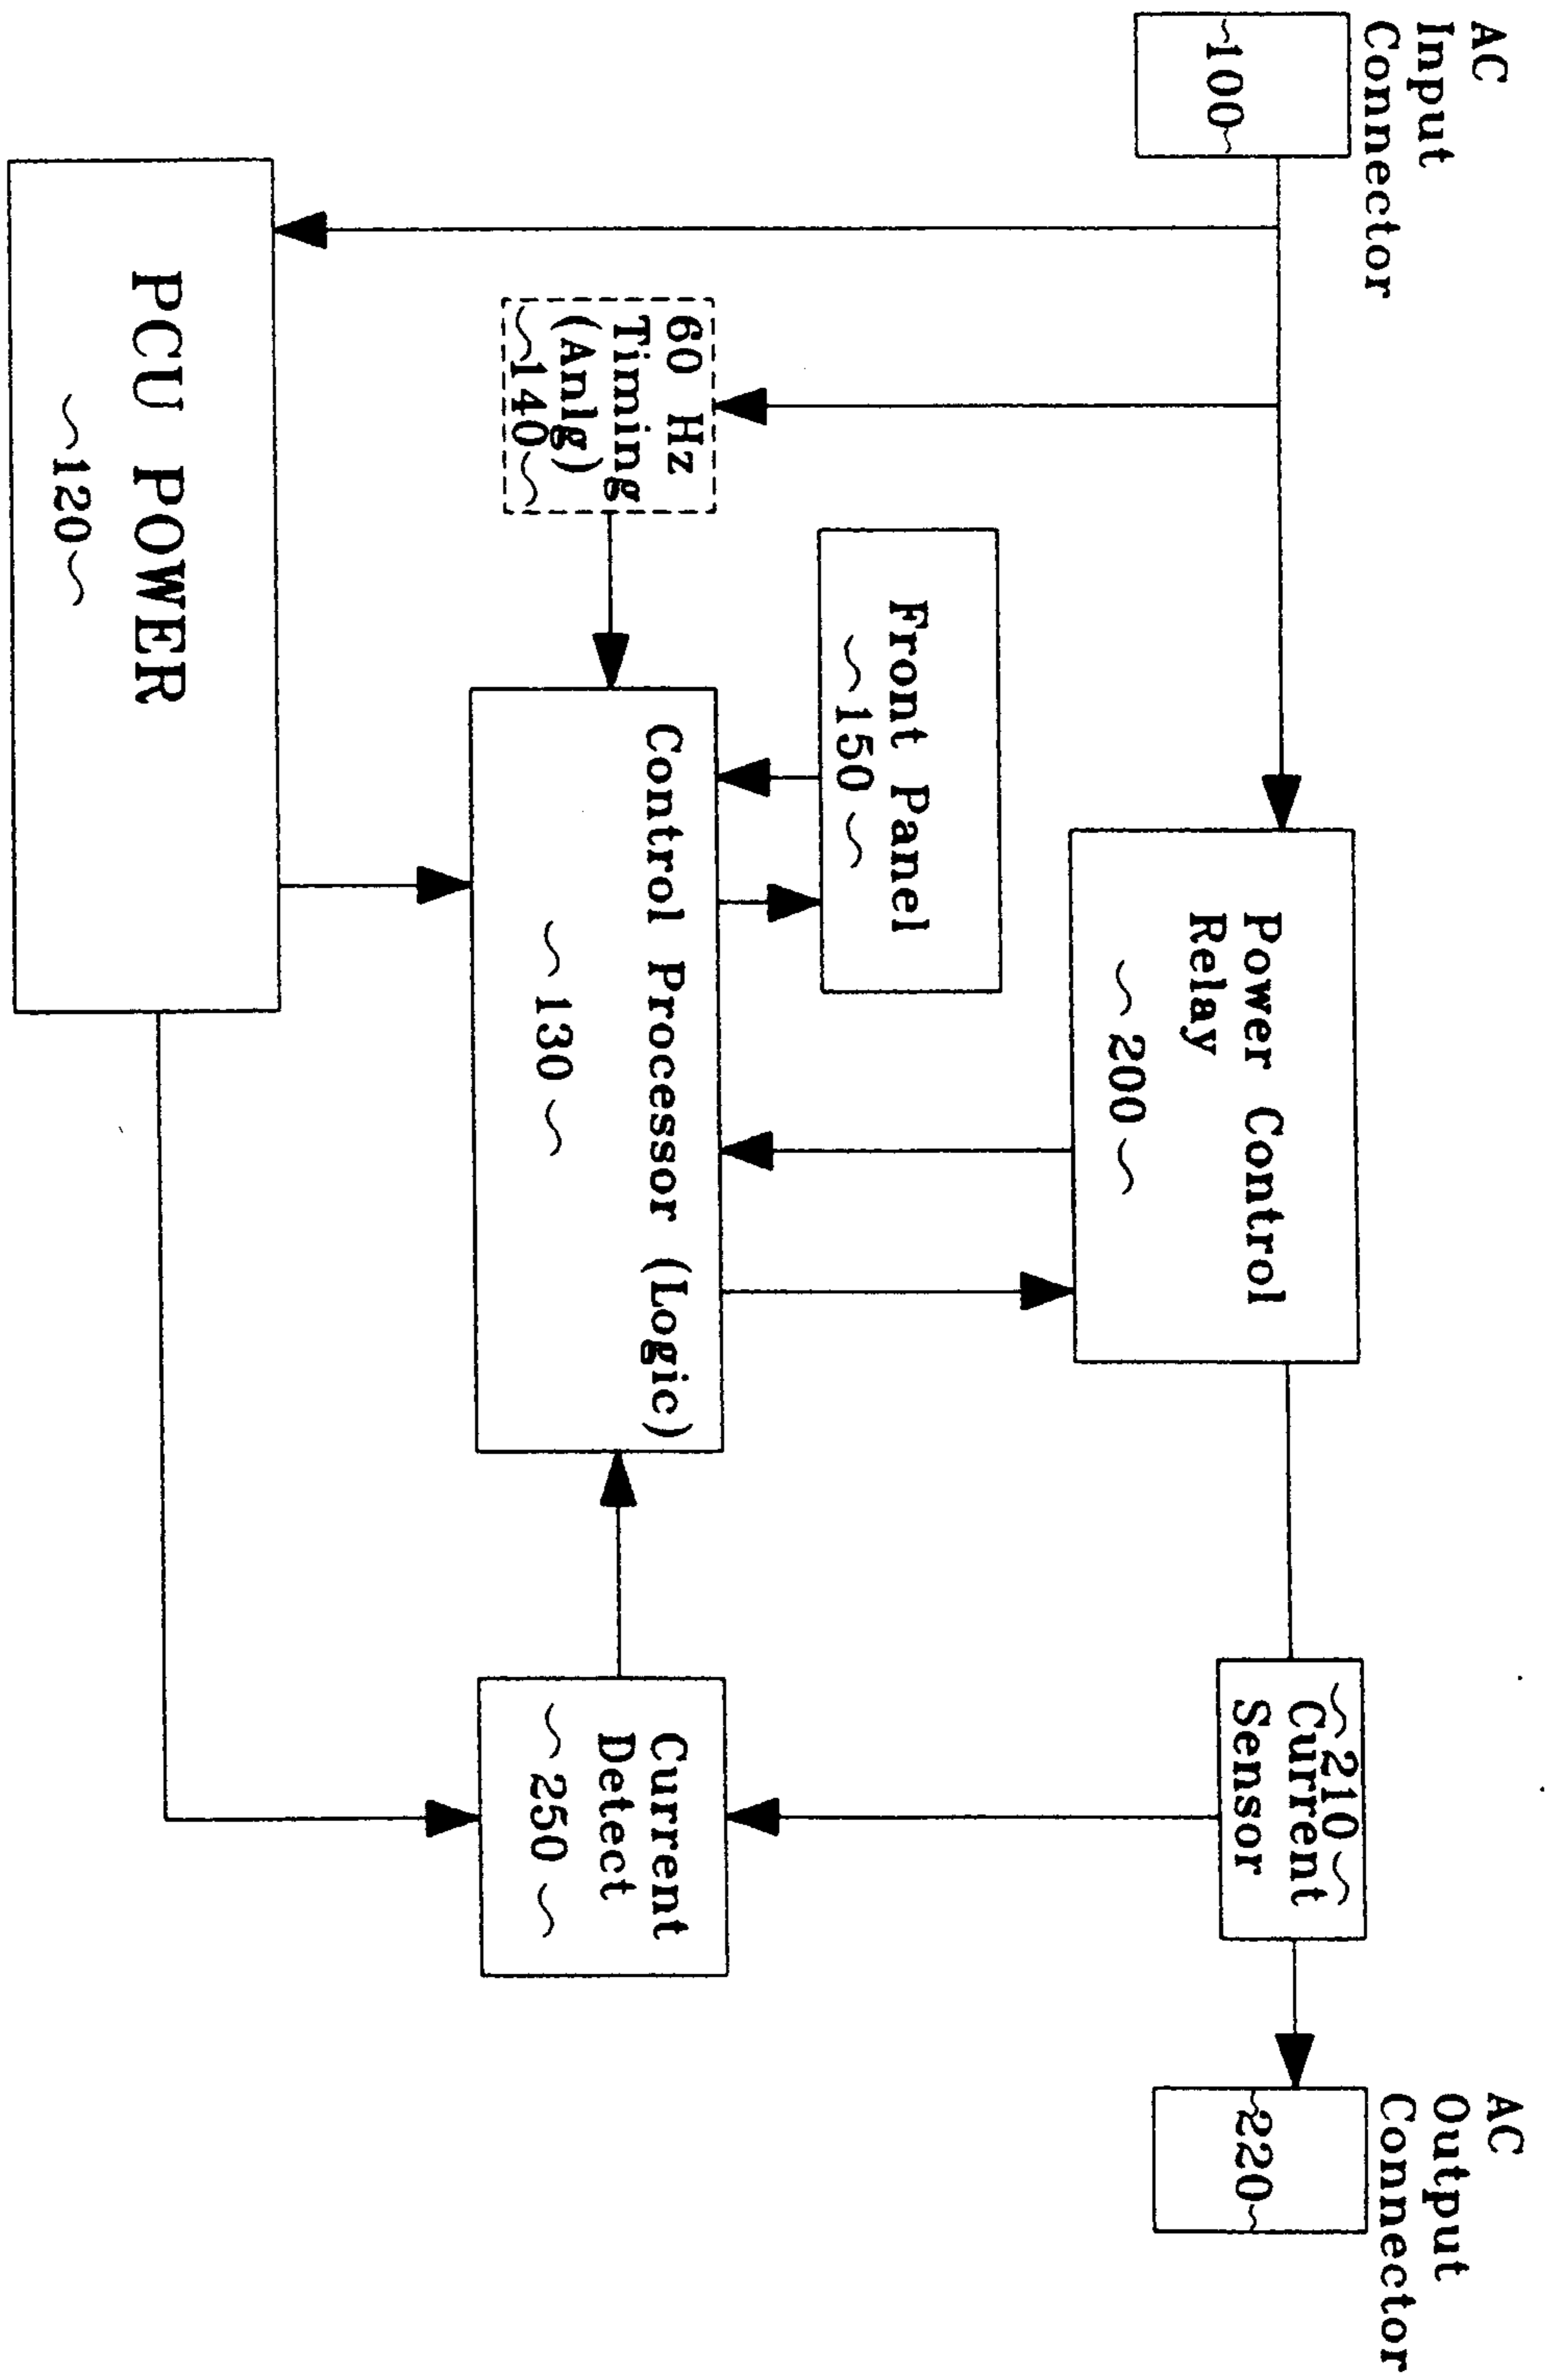 AC
Input
Connector
~100~
AC
Output
Connector
~220~
Power Control
Relay
~ 200 ~
~210~
Current
Sensor
Front Panel
~ 150 ~
60 Hz
Timing
(Anlg)
~140~
Control Processor (Logic)
~ 130 ~
Current
Detect
~ 250 ~
PCU POWER
~120~